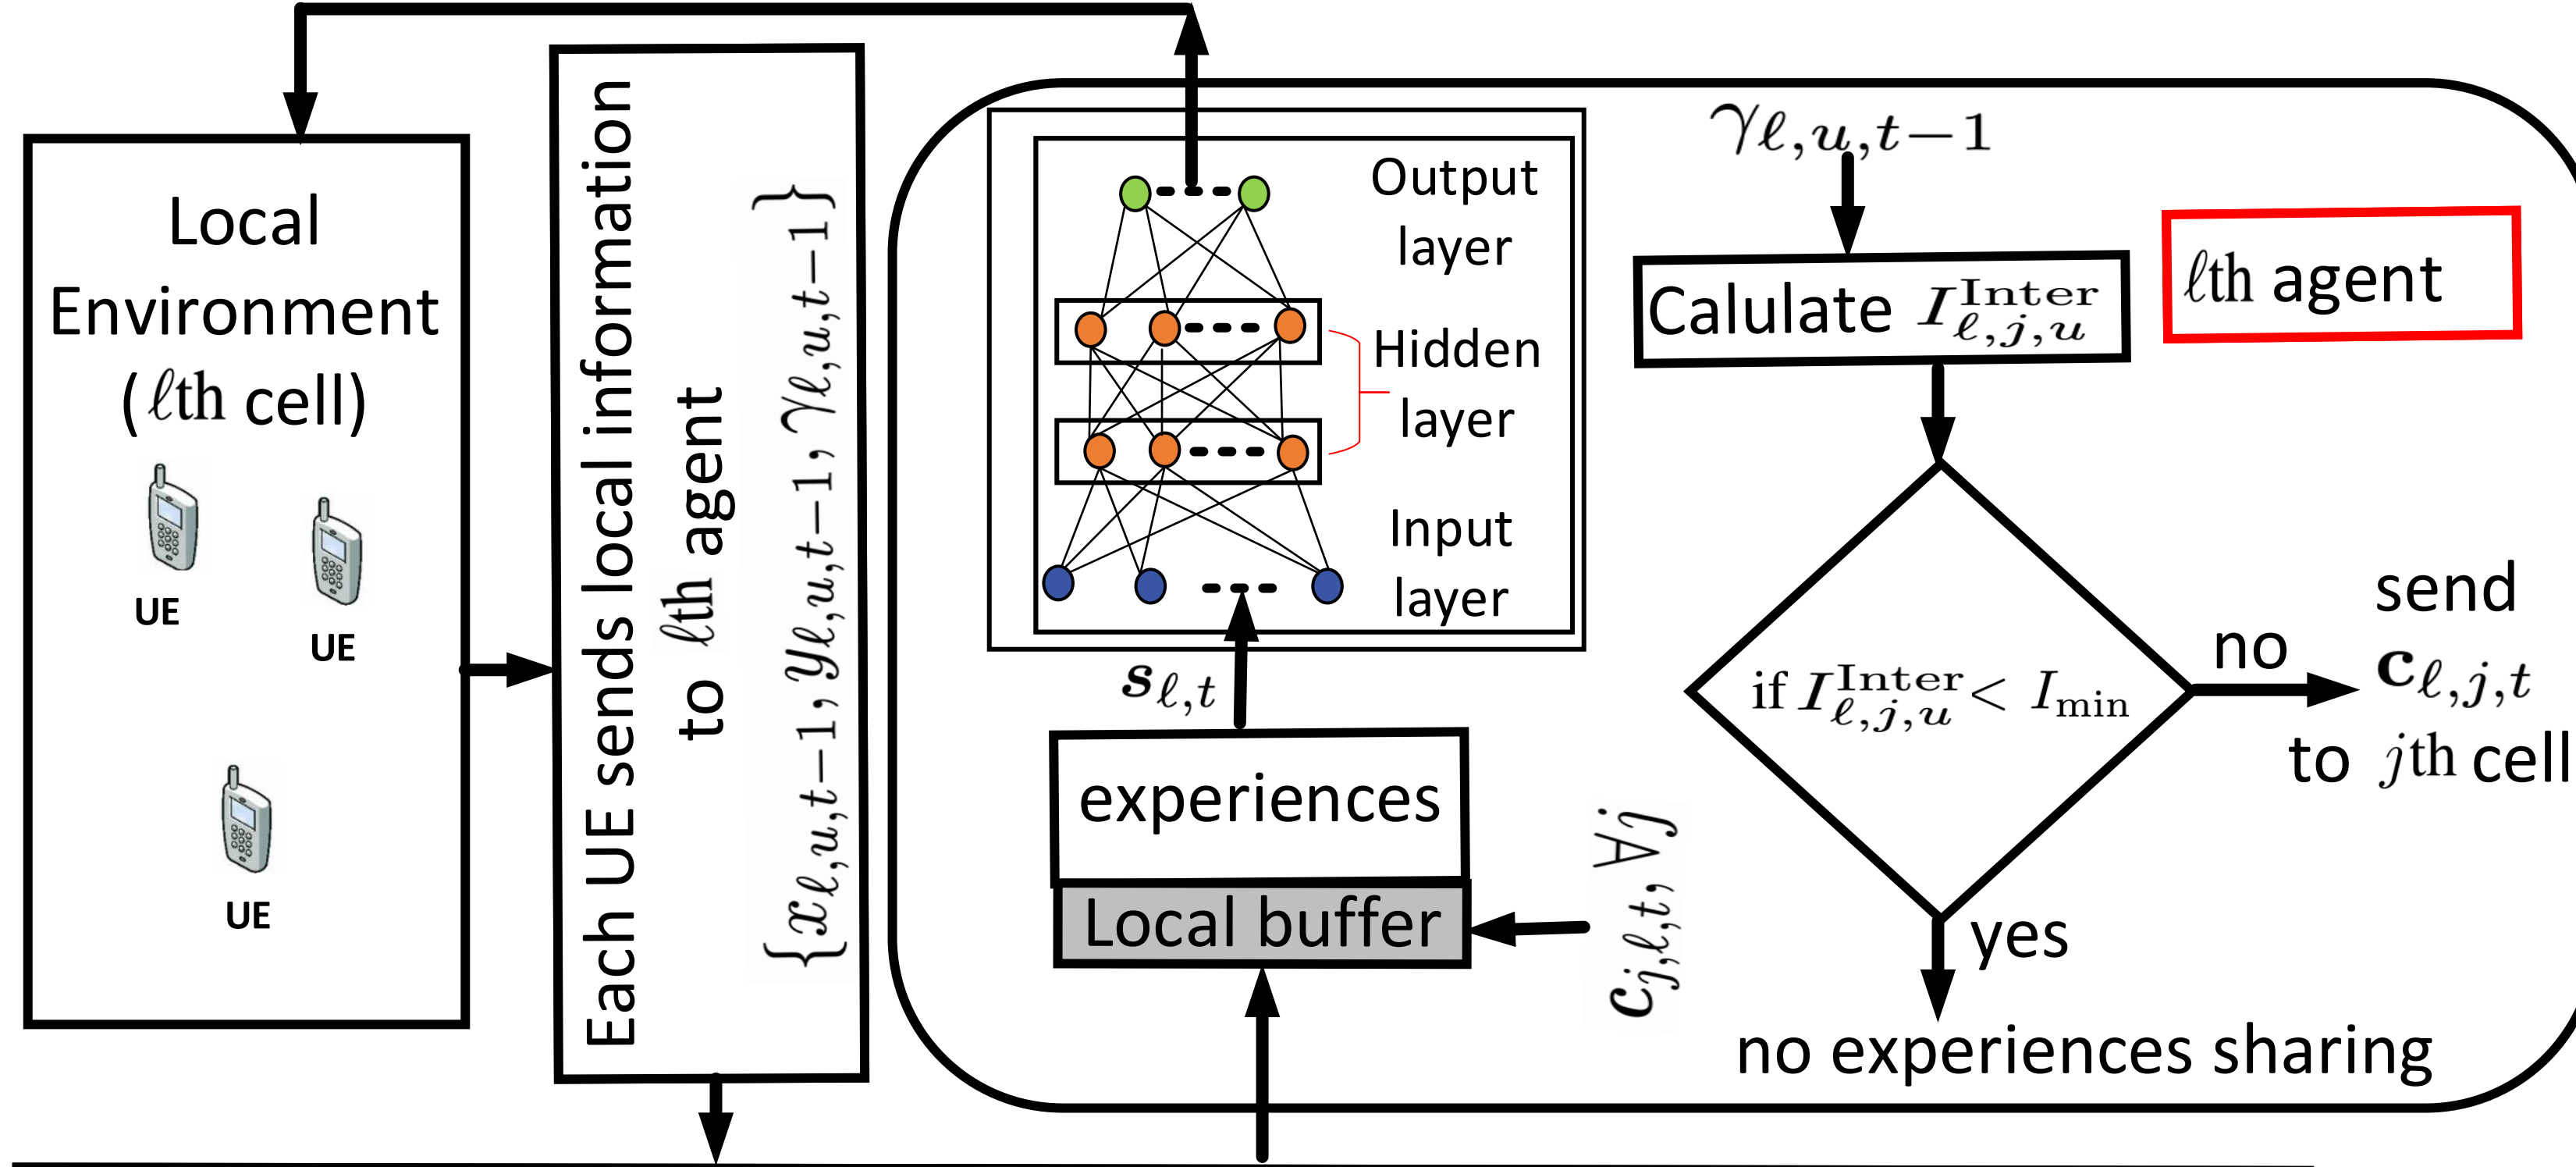 Local
Environment
(ℓth cell)
UE
UE
UE
Each UE sends local information
to ℓth agent
{x_{ℓ,u,t−1}, y_{ℓ,u,t−1}, γ_{ℓ,u,t−1}}
Output
layer
Hidden
layer
Input
layer
s_{ℓ,t}
experiences
Local buffer
c_{j,ℓ,t}, ∀j
γ_{ℓ,u,t−1}
Calulate I^{Inter}_{ℓ,j,u}
ℓth agent
if I^{Inter}_{ℓ,j,u} < I_{min}
no
send
c_{ℓ,j,t}
to jth cell
yes
no experiences sharing